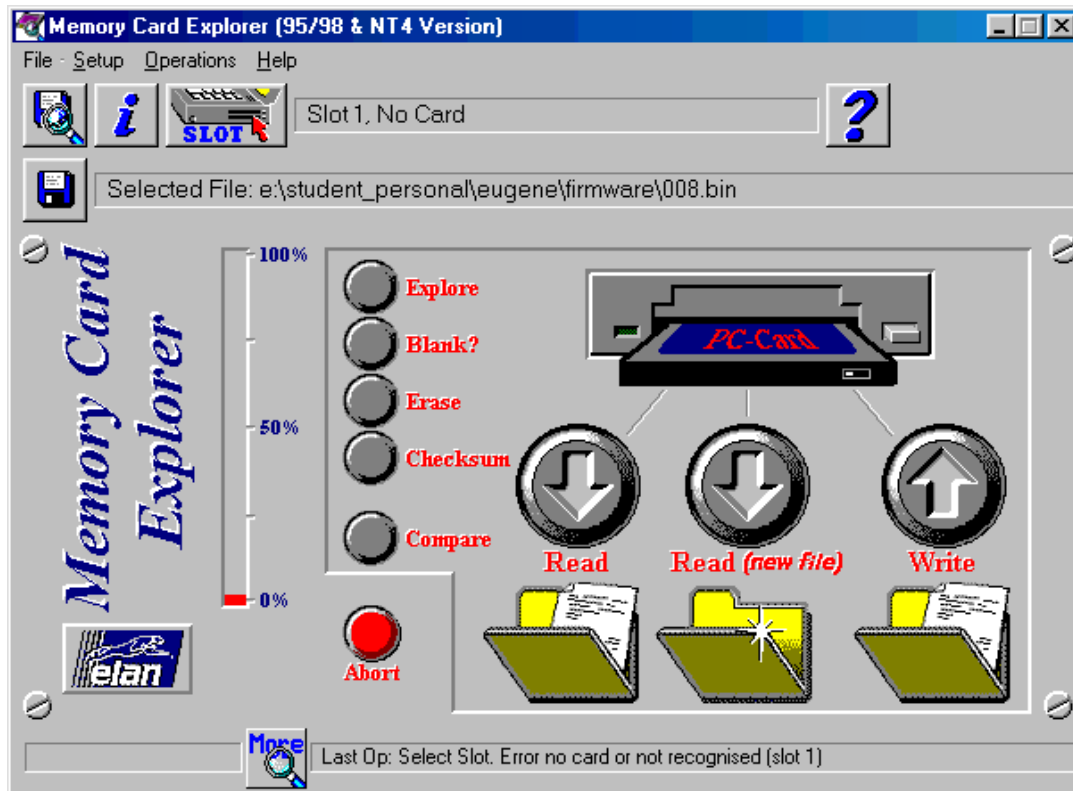 Memory Card Explorer (95/98 & NT4 Version)
File Setup Operations Help
SLOT
Slot 1, No Card
Selected File: e:\student_personal\eugene\firmware\008.bin
Memory Card
Explorer
100%
50%
0%
Explore
Blank?
Erase
Checksum
Compare
Abort
PC-Card
Read
Read (new file)
Write
elan
More
Last Op: Select Slot. Error no card or not recognised (slot 1)